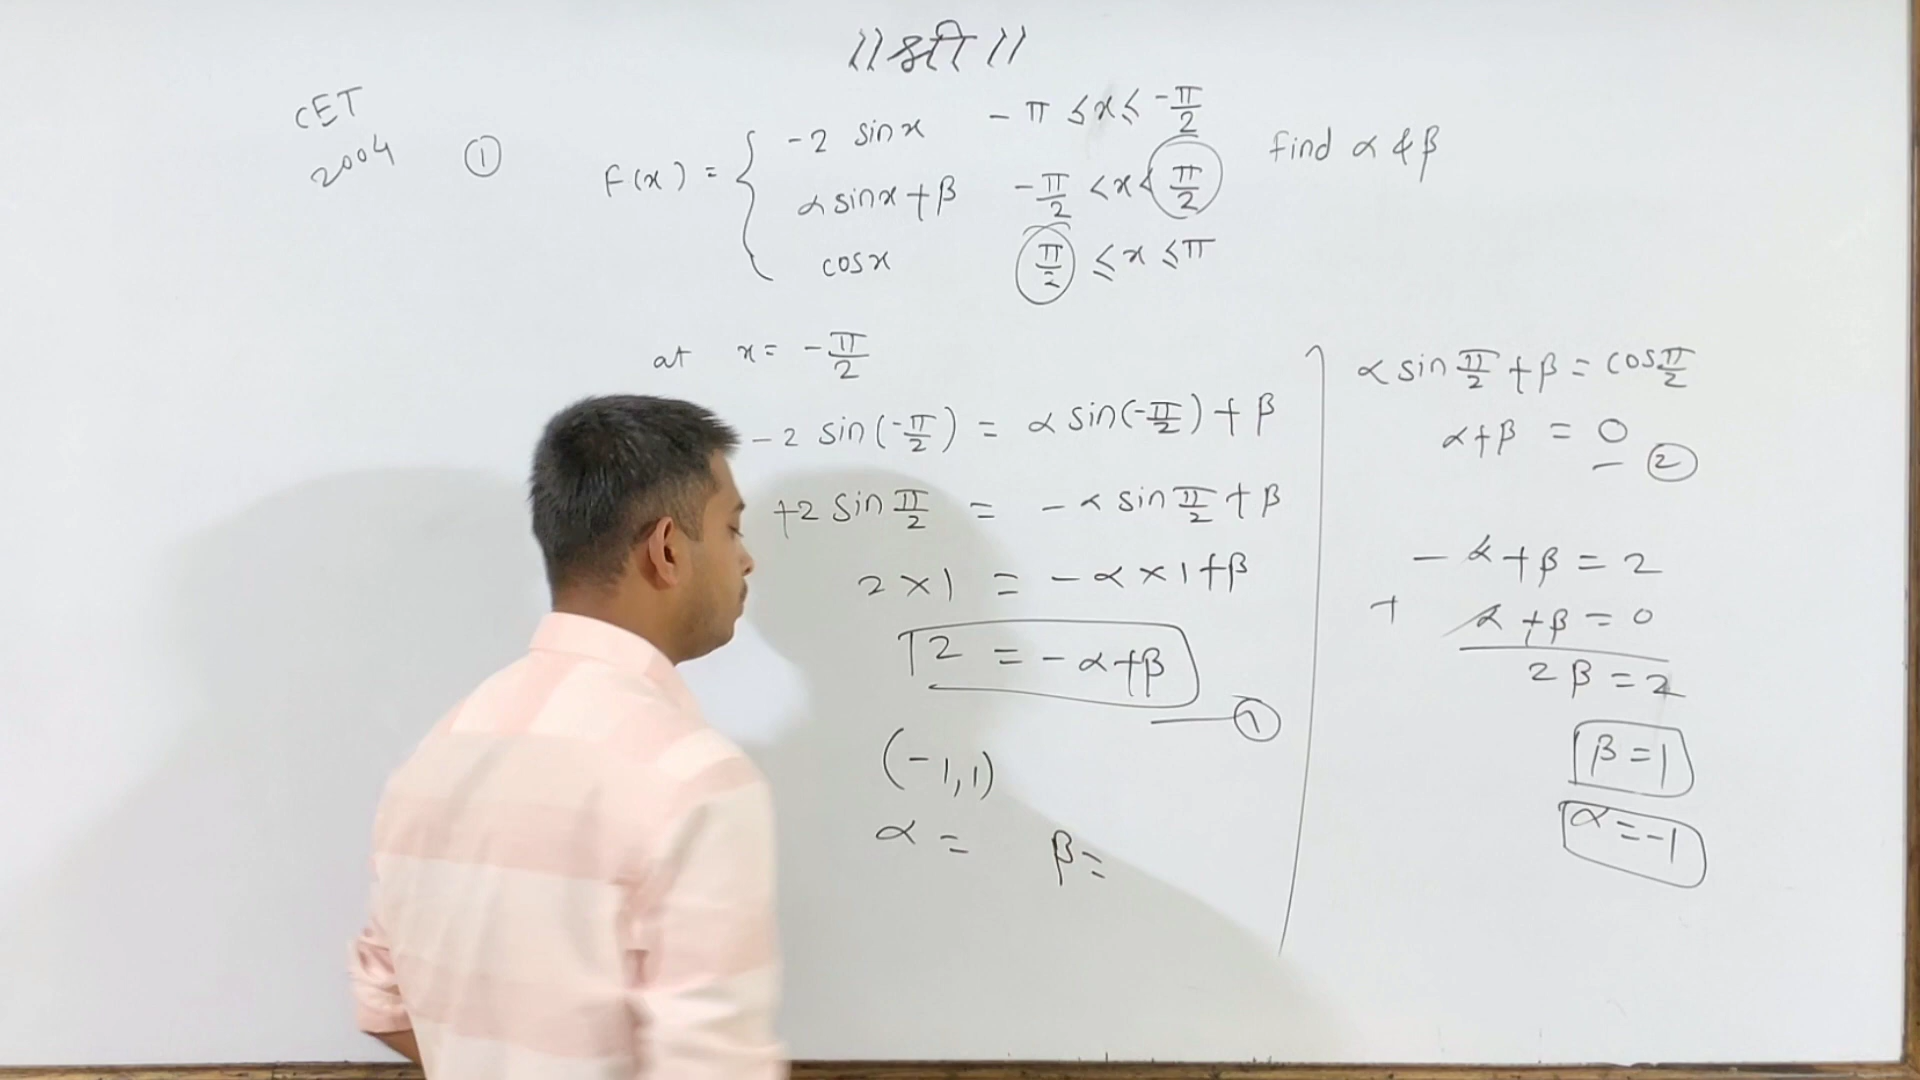 ॥ श्री ॥
CET
2004 ①
F(x) = { -2 sin x   -π ≤ x ≤ -π/2   find α & β
α sin x + β   -π/2 < x < π/2
cos x   π/2 ≤ x ≤ π
at x = -π/2
-2 sin(-π/2) = α sin(-π/2) + β
+2 sin π/2 = -α sin π/2 + β
2 × 1 = -α × 1 + β
2 = -α + β
— ①
(-1, 1)
α =   β =
α sin π/2 + β = cos π/2
α + β = 0
— ②
-α + β = 2
+ α + β = 0
2β = 2
β = 1
α = -1